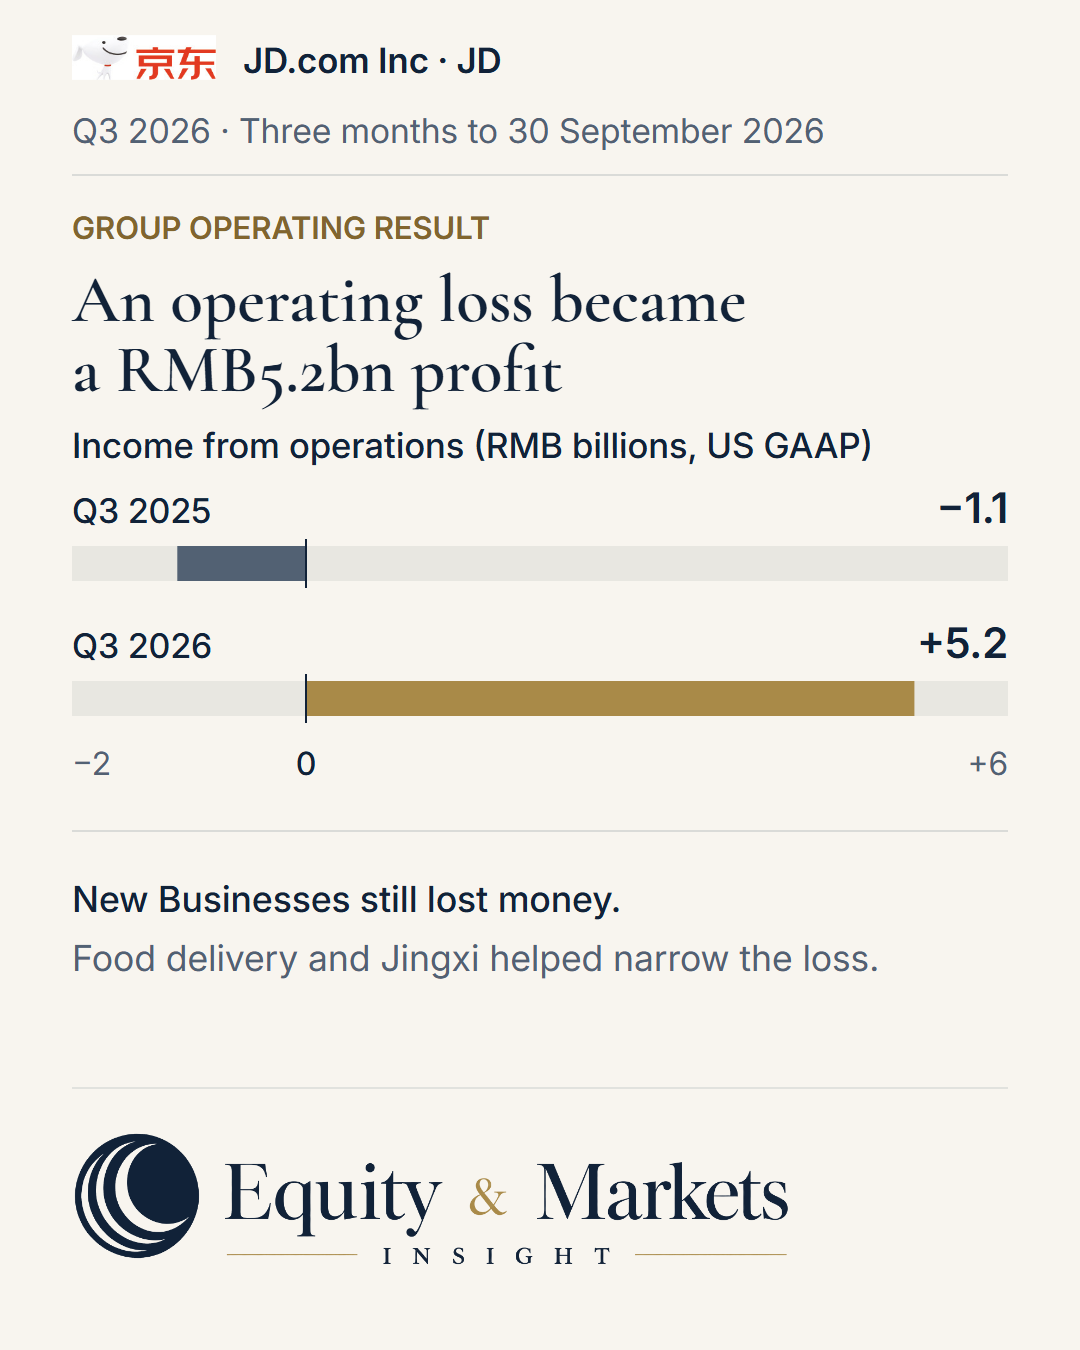 京东 JD.com Inc · JD
Q3 2026 · Three months to 30 September 2026
GROUP OPERATING RESULT
An operating loss became
a RMB5.2bn profit
Income from operations (RMB billions, US GAAP)
Q3 2025 −1.1
Q3 2026 +5.2
−2 0 +6
New Businesses still lost money.
Food delivery and Jingxi helped narrow the loss.
Equity & Markets
INSIGHT